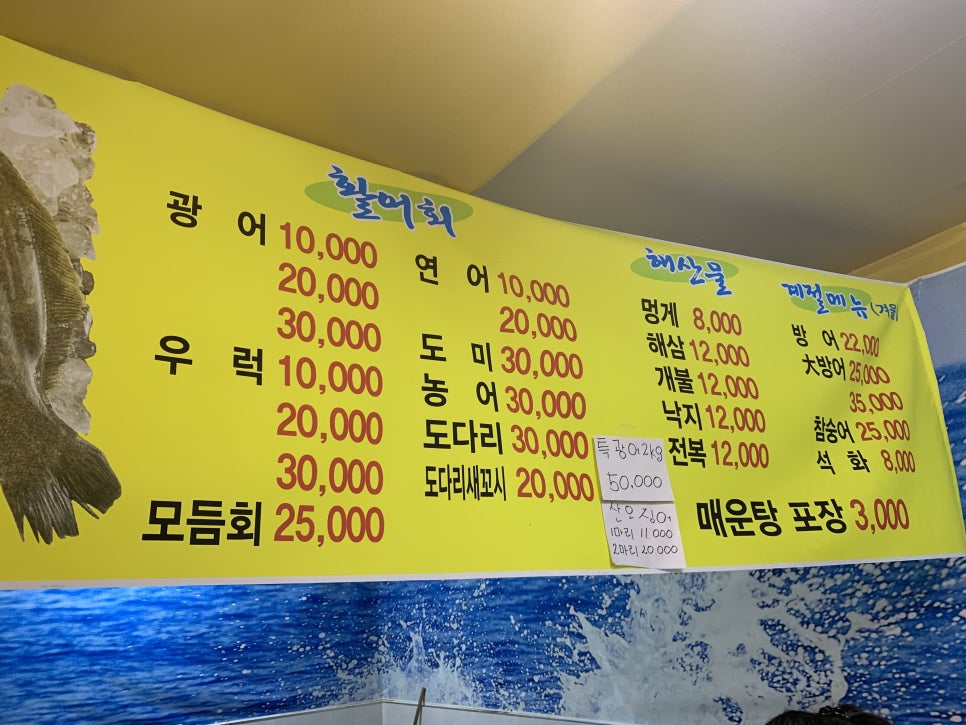 활어회
광 어 10,000
20,000
30,000
우 럭 10,000
20,000
30,000
모듬회 25,000
연 어 10,000
20,000
도 미 30,000
농 어 30,000
도다리 30,000
도다리새꼬시 20,000
특 광어 2kg
50,000
산 오징어
1마리 11.000
2마리 20.000
해산물
멍게 8,000
해삼 12,000
개불 12,000
낙지 12,000
전복 12,000
계절메뉴 (겨울)
방 어 22,000
大방어 25,000
35,000
참숭어 25,000
석 화 8,000
매운탕 포장 3,000